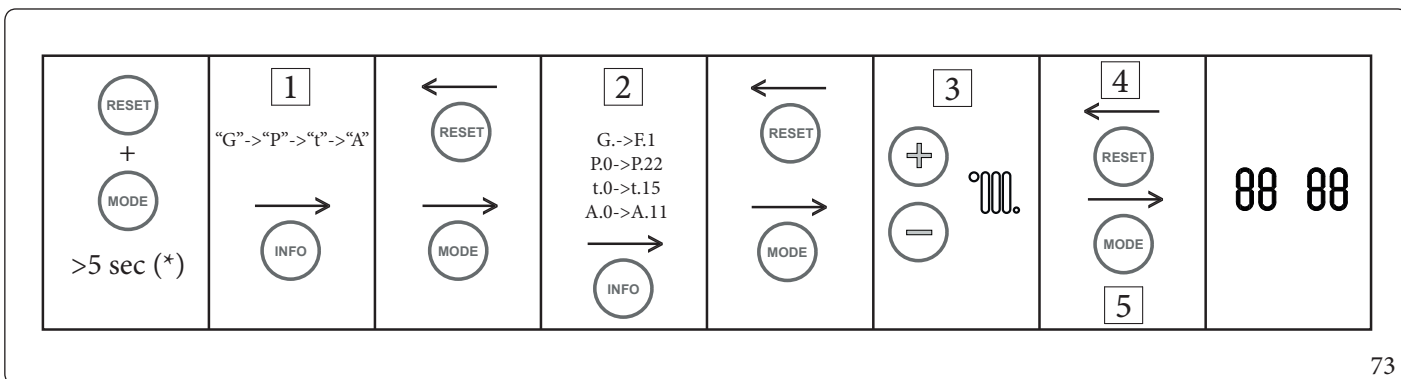 RESET
+
MODE
>5 sec (*)
1
“G”->“P”->“t”->“A”
INFO
RESET
MODE
2
G.->F.1
P.0->P.22
t.0->t.15
A.0->A.11
INFO
RESET
MODE
3
+
−
4
RESET
MODE
5
88 88
73